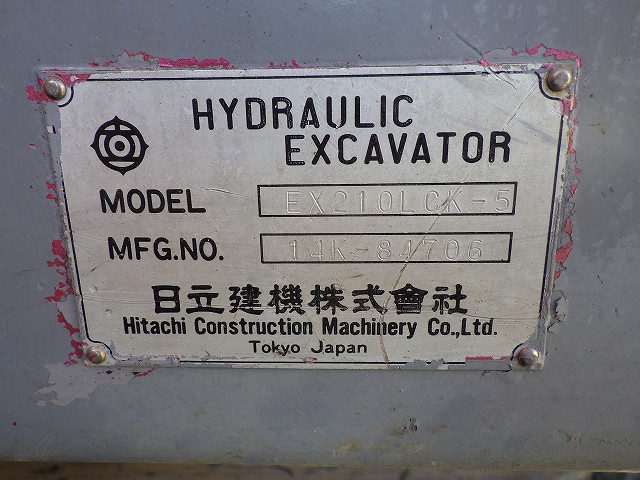 HYDRAULIC
EXCAVATOR
MODEL EX210LCK-5
MFG.NO. 14K-84706
日立建機株式會社
Hitachi Construction Machinery Co.,Ltd.
Tokyo Japan